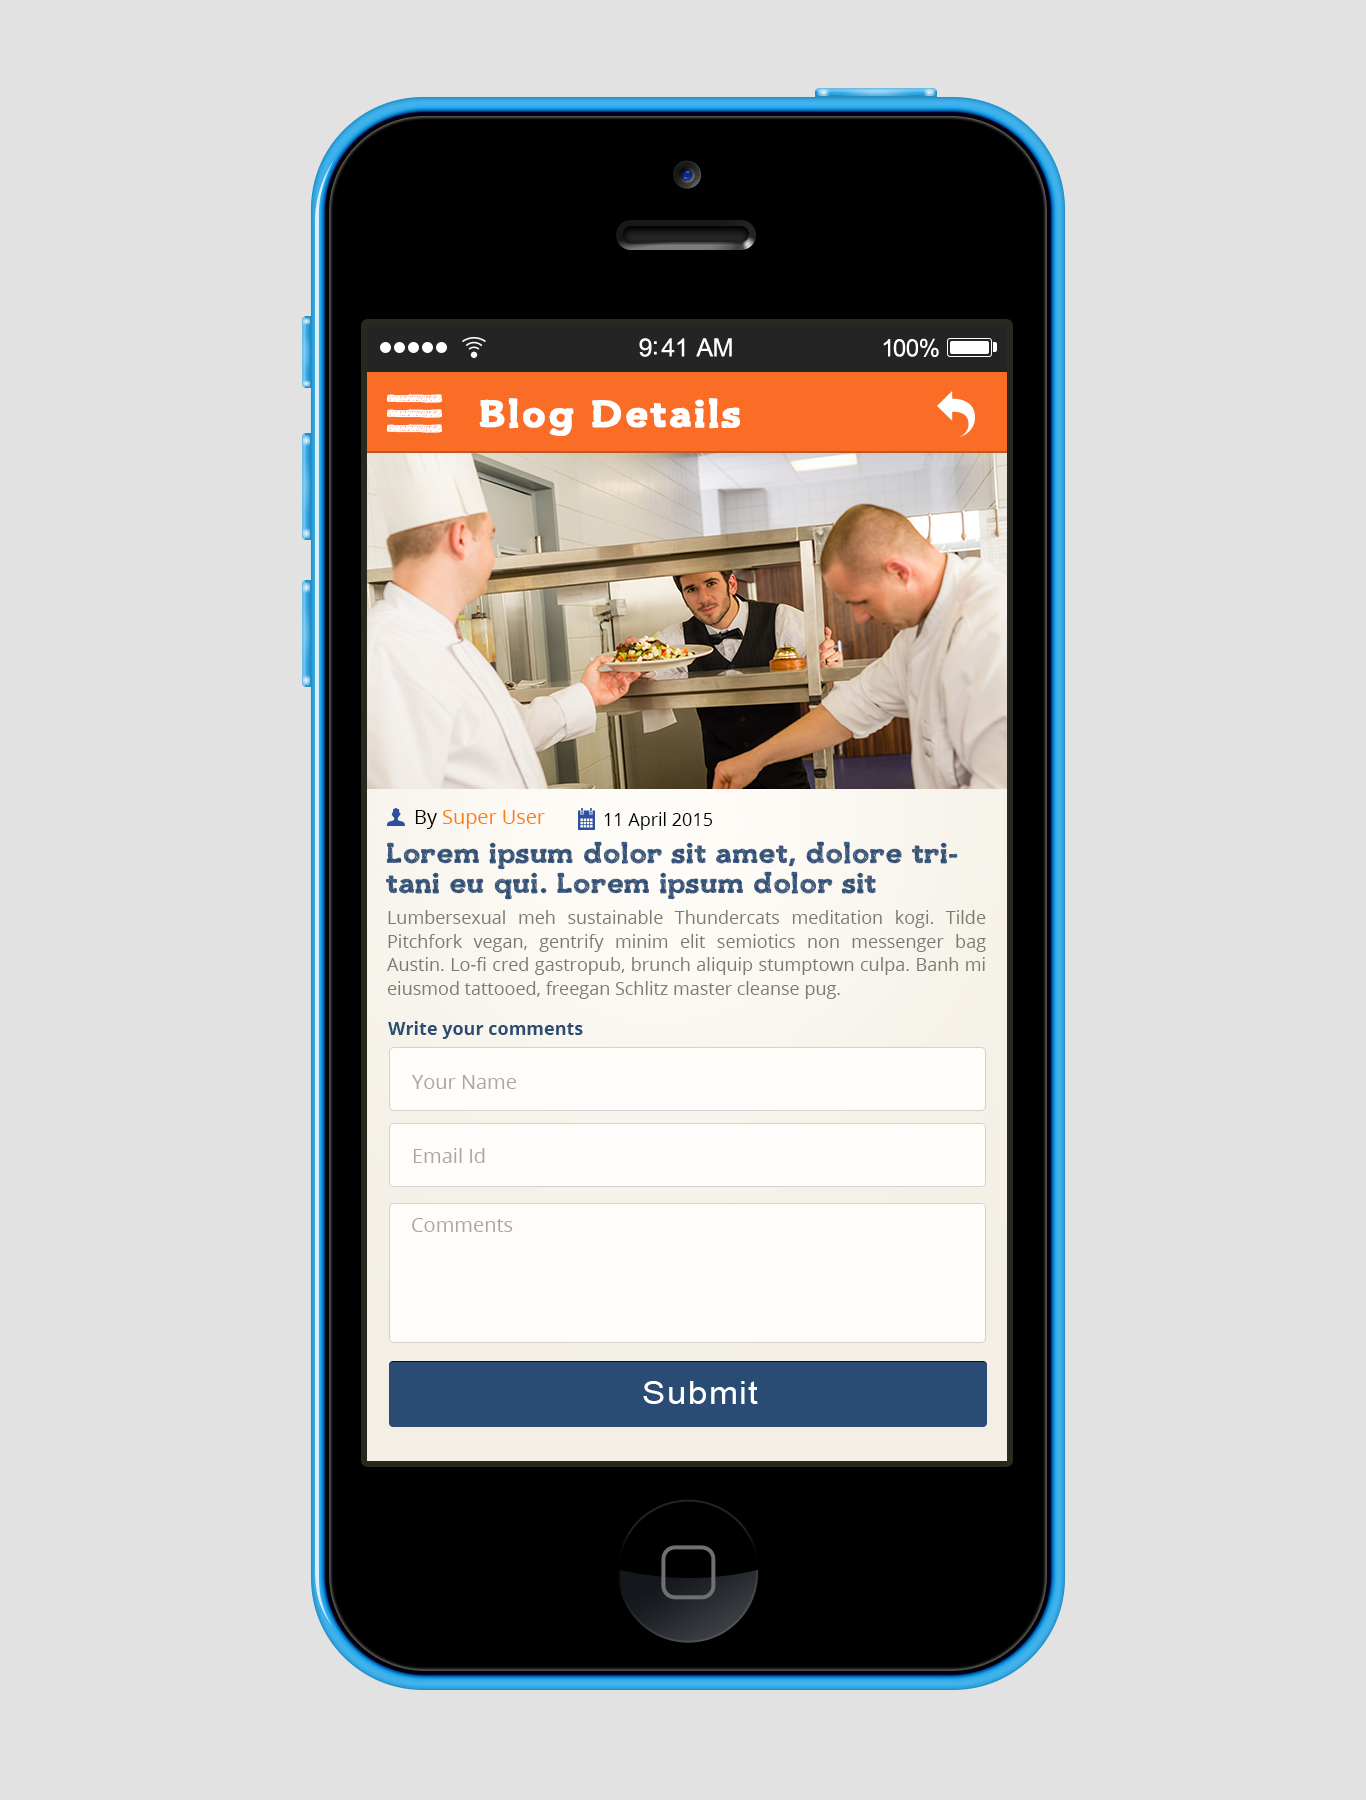 9:41 AM 100%
Blog Details
By Super User 11 April 2015
Lorem ipsum dolor sit amet, dolore tri-
tani eu qui. Lorem ipsum dolor sit
Lumbersexual meh sustainable Thundercats meditation kogi. Tilde
Pitchfork vegan, gentrify minim elit semiotics non messenger bag
Austin. Lo-fi cred gastropub, brunch aliquip stumptown culpa. Banh mi
eiusmod tattooed, freegan Schlitz master cleanse pug.
Write your comments
Your Name
Email Id
Comments
Submit